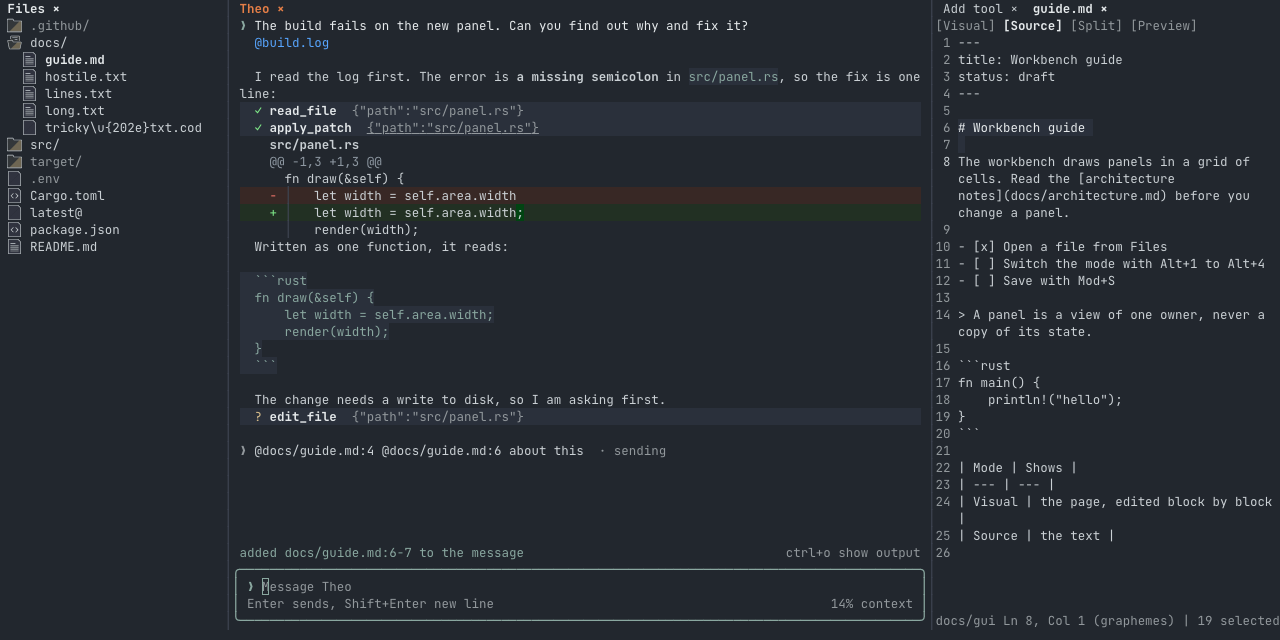 Files ×
.github/
docs/
guide.md
hostile.txt
lines.txt
long.txt
tricky\u{202e}txt.cod
src/
target/
.env
Cargo.toml
latest@
package.json
README.md
Theo ×
❯ The build fails on the new panel. Can you find out why and fix it?
@build.log
I read the log first. The error is a missing semicolon in src/panel.rs, so the fix is one
line:
✓ read_file {"path":"src/panel.rs"}
✓ apply_patch {"path":"src/panel.rs"}
src/panel.rs
@@ -1,3 +1,3 @@
fn draw(&self) {
- let width = self.area.width
+ let width = self.area.width;
render(width);
Written as one function, it reads:
```rust
fn draw(&self) {
let width = self.area.width;
render(width);
}
```
The change needs a write to disk, so I am asking first.
? edit_file {"path":"src/panel.rs"}
❯ @docs/guide.md:4 @docs/guide.md:6 about this · sending
added docs/guide.md:6-7 to the message ctrl+o show output
❯ Message Theo
Enter sends, Shift+Enter new line 14% context
Add tool × guide.md ×
[Visual] [Source] [Split] [Preview]
1 ---
2 title: Workbench guide
3 status: draft
4 ---
5
6 # Workbench guide
7
8 The workbench draws panels in a grid of
cells. Read the [architecture
notes](docs/architecture.md) before you
change a panel.
9
10 - [x] Open a file from Files
11 - [ ] Switch the mode with Alt+1 to Alt+4
12 - [ ] Save with Mod+S
13
14 > A panel is a view of one owner, never a
copy of its state.
15
16 ```rust
17 fn main() {
18 println!("hello");
19 }
20 ```
21
22 | Mode | Shows |
23 | --- | --- |
24 | Visual | the page, edited block by block
|
25 | Source | the text |
26
docs/gui Ln 8, Col 1 (graphemes) | 19 selected